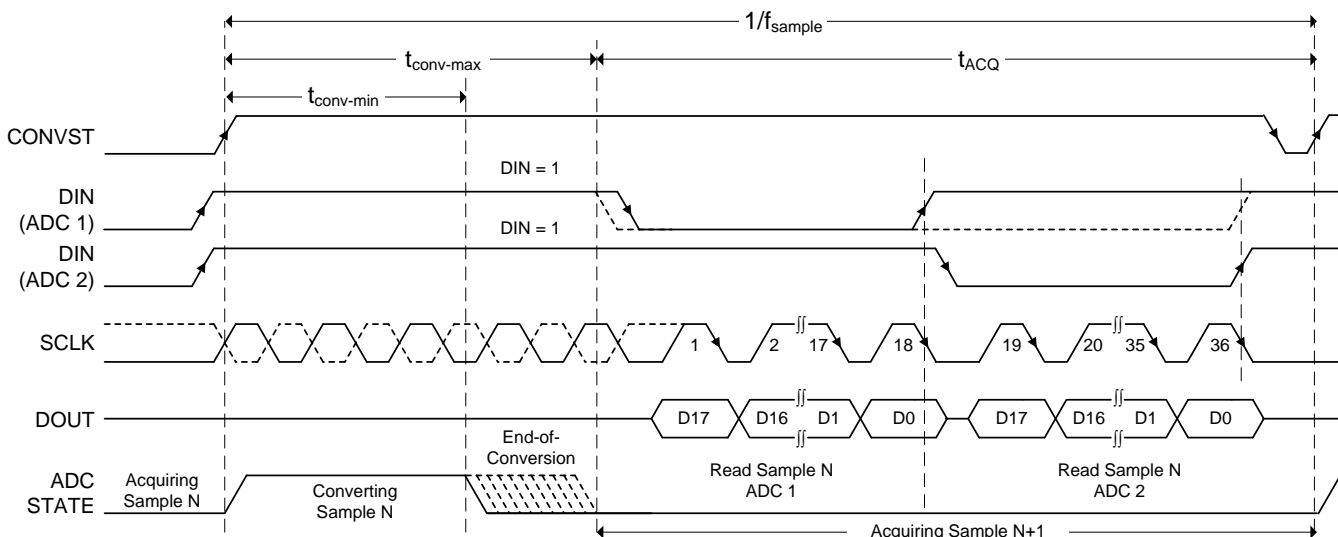 1/fsample
tconv-max
tACQ
tconv-min
CONVST
DIN = 1
DIN
(ADC 1)
DIN = 1
DIN
(ADC 2)
SCLK
1 2 ∫∫ 17 18 19 20 ∫∫ 35 36
DOUT
D17 D16 ∫∫ D1 D0 D17 D16 ∫∫ D1 D0
∫∫ ∫∫
End-of-
Conversion
ADC
STATE
Acquiring
Sample N
Converting
Sample N
Read Sample N
ADC 1
Read Sample N
ADC 2
Acquiring Sample N+1